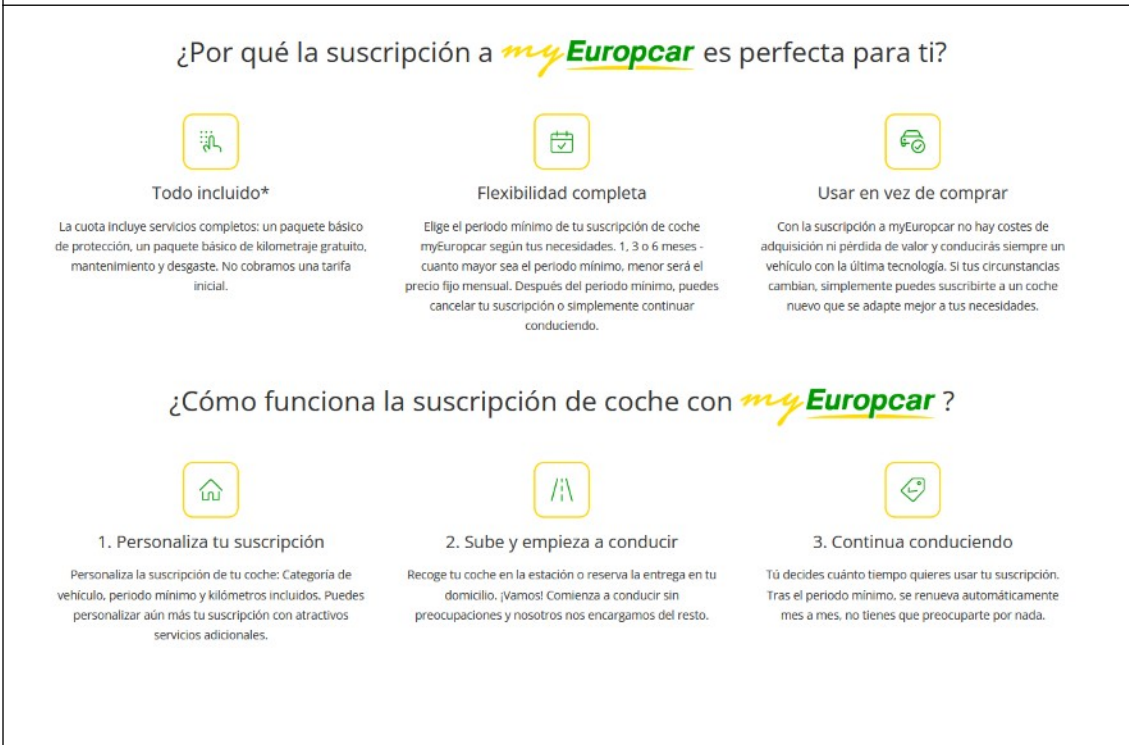 ¿Por qué la suscripción a myEuropcar es perfecta para ti?
Todo incluido*
La cuota incluye servicios completos: un paquete básico
de protección, un paquete básico de kilometraje gratuito,
mantenimiento y desgaste. No cobramos una tarifa
inicial.
Flexibilidad completa
Elige el periodo mínimo de tu suscripción de coche
myEuropcar según tus necesidades. 1, 3 o 6 meses -
cuanto mayor sea el periodo mínimo, menor será el
precio fijo mensual. Después del periodo mínimo, puedes
cancelar tu suscripción o simplemente continuar
conduciendo.
Usar en vez de comprar
Con la suscripción a myEuropcar no hay costes de
adquisición ni pérdida de valor y conducirás siempre un
vehículo con la última tecnología. Si tus circunstancias
cambian, simplemente puedes suscribirte a un coche
nuevo que se adapte mejor a tus necesidades.
¿Cómo funciona la suscripción de coche con myEuropcar ?
1. Personaliza tu suscripción
Personaliza la suscripción de tu coche: Categoría de
vehículo, periodo mínimo y kilómetros incluidos. Puedes
personalizar aún más tu suscripción con atractivos
servicios adicionales.
2. Sube y empieza a conducir
Recoge tu coche en la estación o reserva la entrega en tu
domicilio. ¡Vamos! Comienza a conducir sin
preocupaciones y nosotros nos encargamos del resto.
3. Continua conduciendo
Tú decides cuánto tiempo quieres usar tu suscripción.
Tras el periodo mínimo, se renueva automáticamente
mes a mes, no tienes que preocuparte por nada.